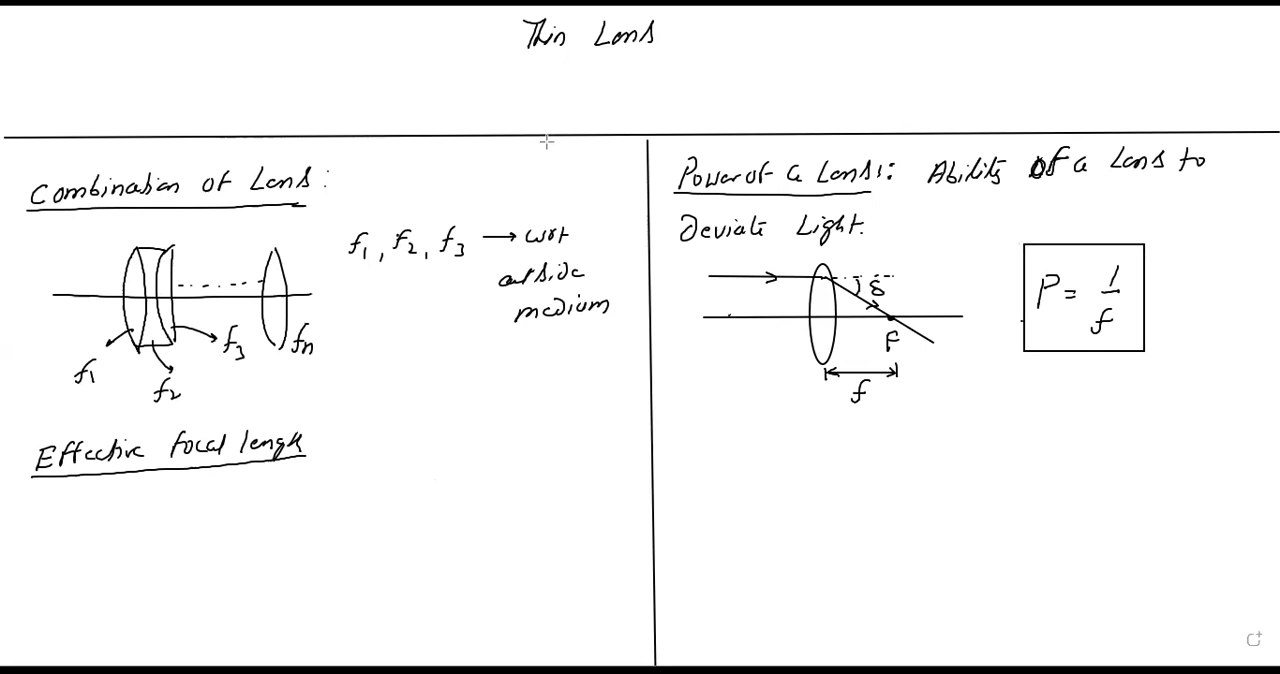 Thin Lens
Combination of Lens:
f1, f2, f3 → wrt
outside
medium
f1
f2
f3
fn
Effective focal length
Power of a Lens: Ability of a Lens to
Deviate Light.
δ
F
f
P = 1/f